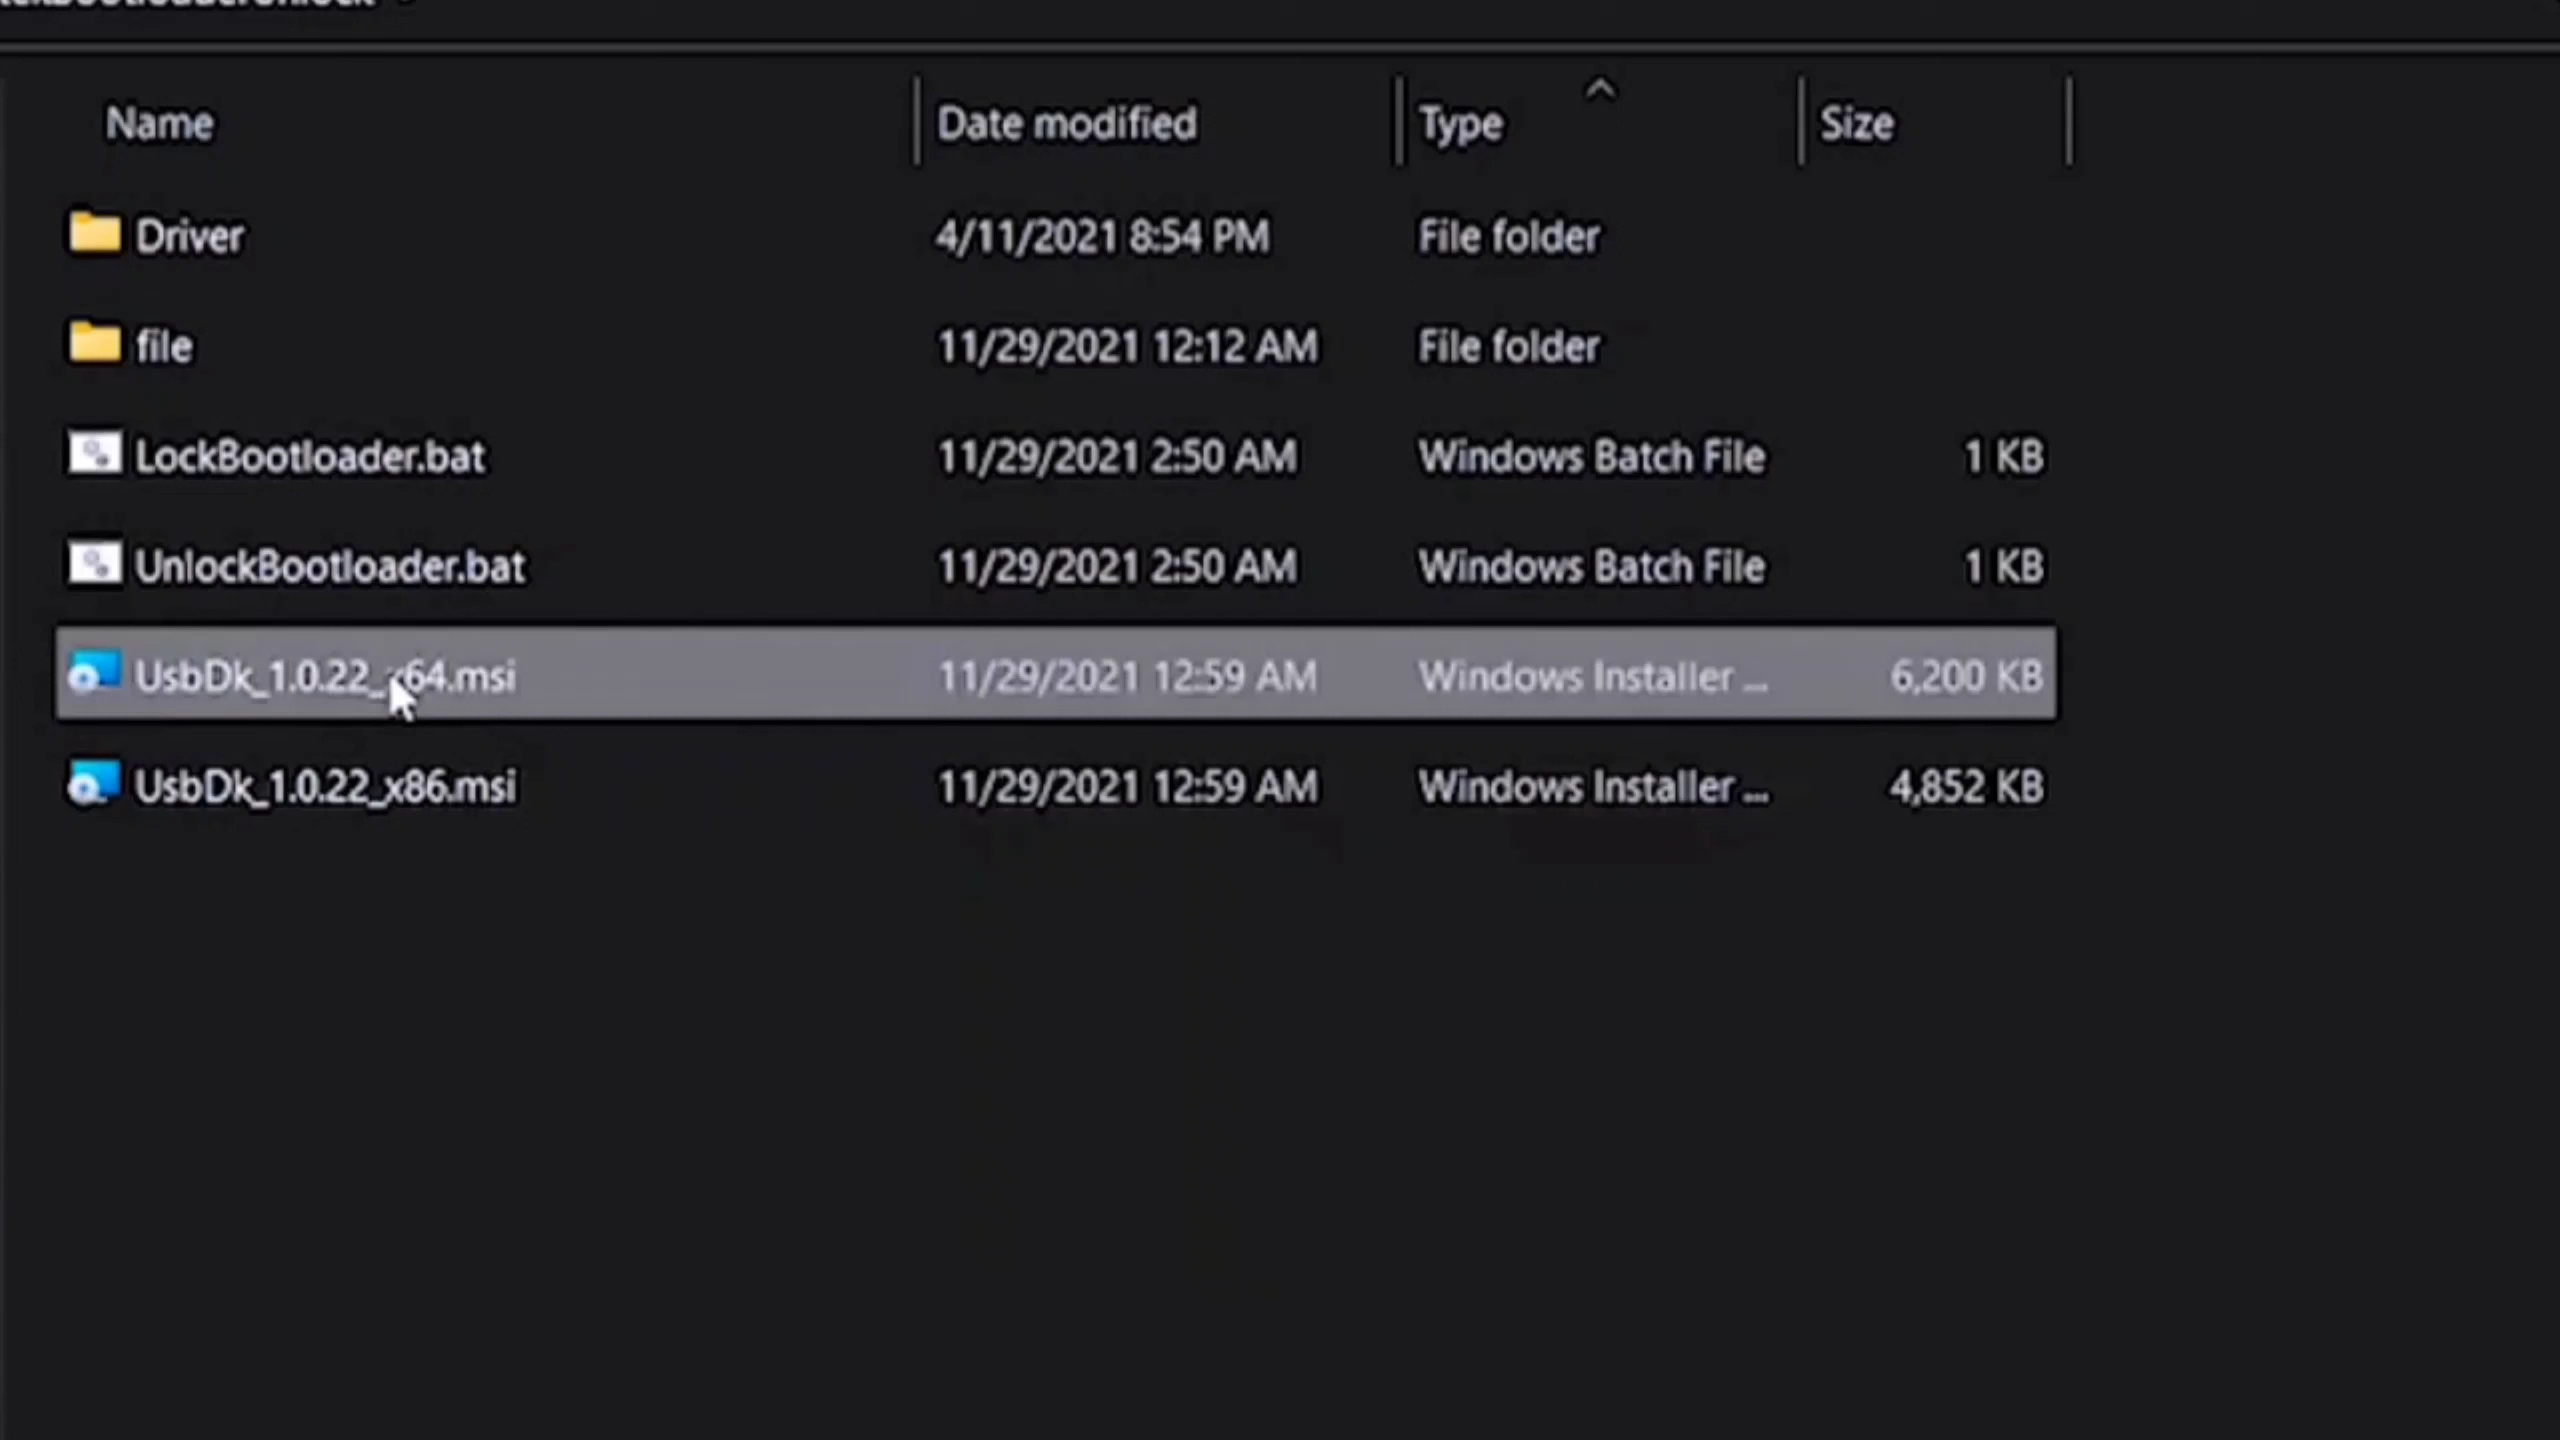 Name Date modified Type Size
Driver 4/11/2021 8:54 PM File folder
file 11/29/2021 12:12 AM File folder
LockBootloader.bat 11/29/2021 2:50 AM Windows Batch File 1 KB
UnlockBootloader.bat 11/29/2021 2:50 AM Windows Batch File 1 KB
UsbDk_1.0.22_x64.msi 11/29/2021 12:59 AM Windows Installer ... 6,200 KB
UsbDk_1.0.22_x86.msi 11/29/2021 12:59 AM Windows Installer ... 4,852 KB